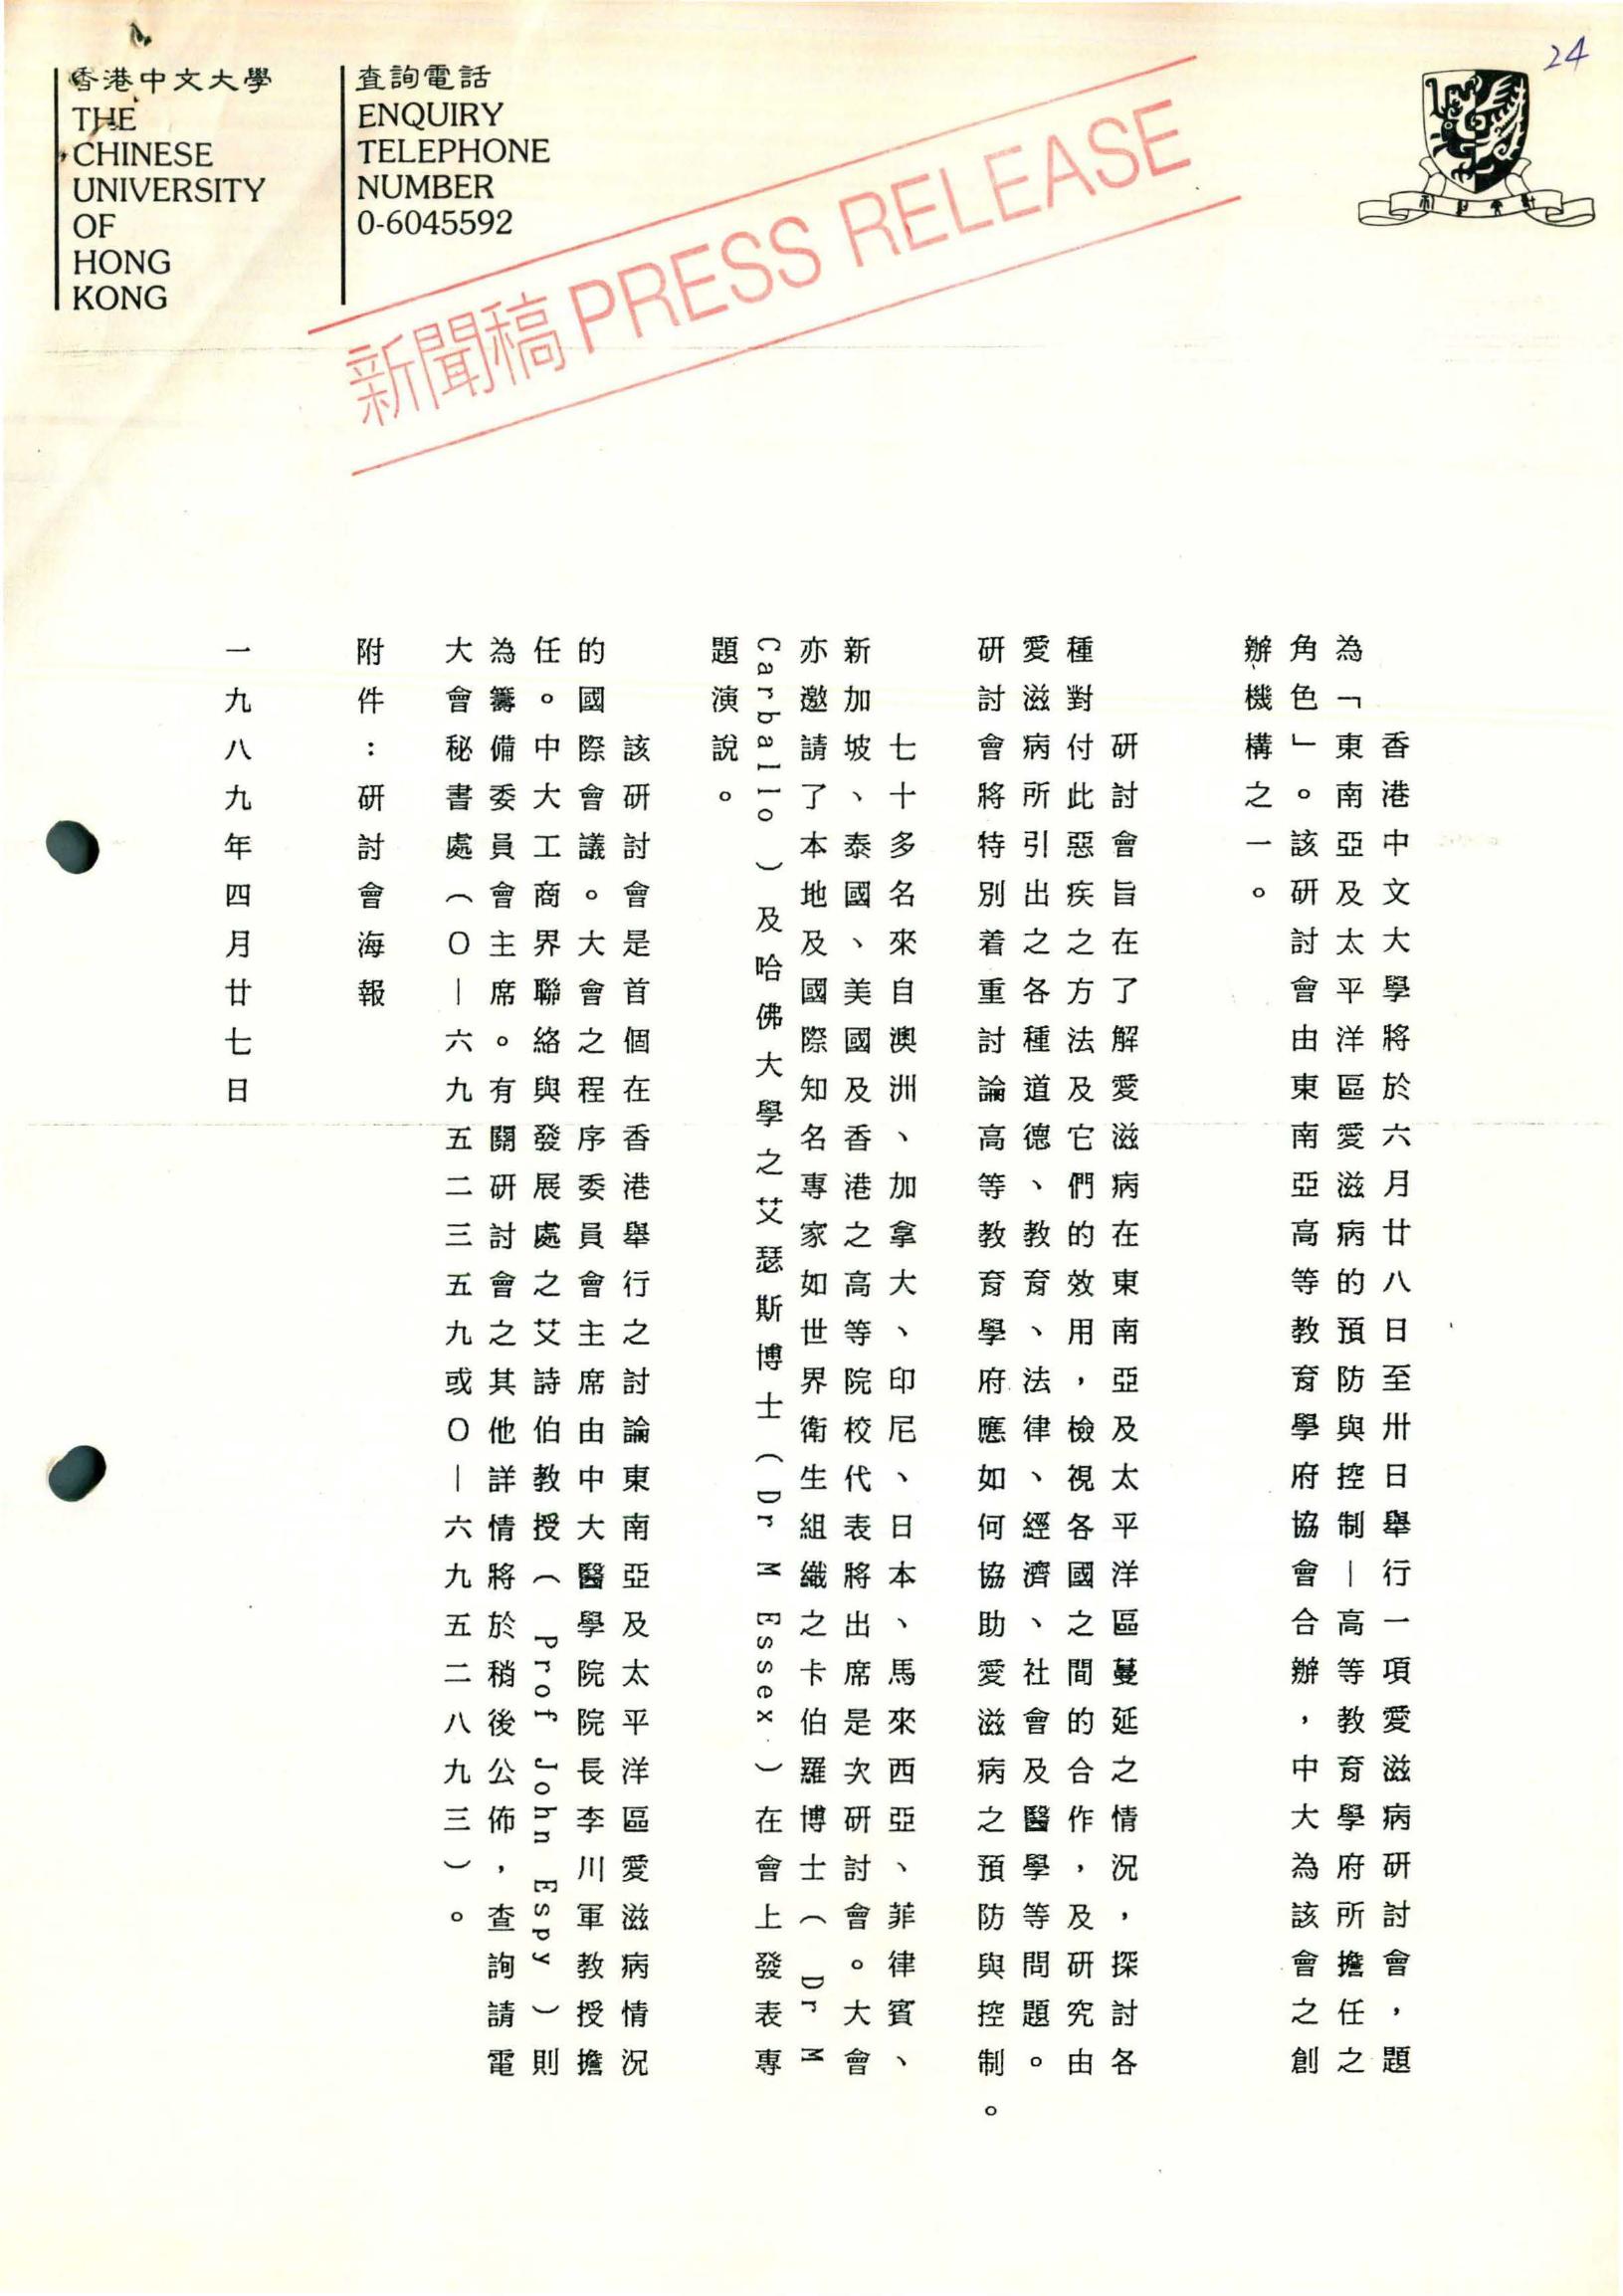 24
香港中文大學
THE
CHINESE
UNIVERSITY
OF
HONG
KONG
查詢電話
ENQUIRY
TELEPHONE
NUMBER
0-6045592
新聞稿 PRESS RELEASE
香港中文大學將於六月廿八日至卅日舉行一項愛滋病研討會，題
為「東南亞及太平洋區愛滋病的預防與控制—高等教育學府所擔任之
角色」。該研討會由東南亞高等教育學府協會合辦，中大為該會之創
辦機構之一。
研討會旨在了解愛滋病在東南亞及太平洋區蔓延之情況，探討各
種對付此惡疾之方法及它們的效用，檢視各國之間的合作，及研究由
愛滋病所引出之各種道德、教育、法律、經濟、社會及醫學等問題。
研討會將特別着重討論高等教育學府應如何協助愛滋病之預防與控制。
七十多名來自澳洲、加拿大、印尼、日本、馬來西亞、菲律賓、
新加坡、泰國、美國及香港之高等院校代表將出席是次研討會。大會
亦邀請了本地及國際知名專家如世界衛生組織之卡伯羅博士（Dr M
Carballo）及哈佛大學之艾瑟斯博士（Dr M Essex）在會上發表專
題演說。
該研討會是首個在香港舉行之討論東南亞及太平洋區愛滋病情況
的國際會議。大會之程序委員會主席由中大醫學院院長李川軍教授擔
任。中大工商界聯絡與發展處之艾詩伯教授（Prof John Espy）則
為籌備委員會主席。有關研討會之其他詳情將於稍後公佈，查詢請電
大會秘書處（０—六九五二三五九或０—六九五二八九三）。
附件：研討會海報
一九八九年四月廿七日